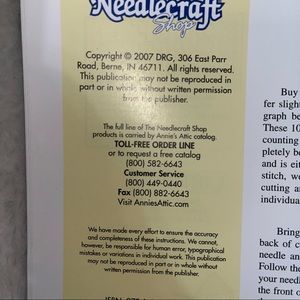 Needlecraft
Shop
Copyright © 2007 DRG, 306 East Parr
Road, Berne, IN 46711. All rights reserved.
This publication may not be reproduced in
part or in whole without written permission
from the publisher.
The full line of The Needlecraft Shop
products is carried by Annie's Attic catalog.
TOLL-FREE ORDER LINE
or to request a free catalog
(800) 582-6643
Customer Service
(800) 449-0440
Fax (800) 882-6643
Visit AnniesAttic.com
We have made every effort to ensure the accuracy
and completeness of these instructions. We cannot,
however, be responsible for human error, typographical
mistakes or variations in individual work. This publication
may not be reproduced in part or in whole without
written permission from the publisher.
Buy
fer slight
graph be
These 10
counting
pletely be
and is eit
stitch, we
cutting an
individua
Bring
back of c
needle an
Follow the
your needl
the front o